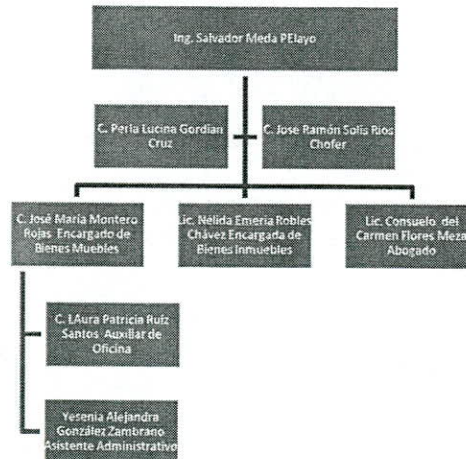 Ing. Salvador Meda PElayo
C. Perla Lucina Gordian
Cruz
C. Jose Ramón Solis Rios
Chofer
C. José María Montero
Rojas Encargado de
Bienes Muebles
Lic. Nélida Emeria Robles
Chávez Encargada de
Bienes Inmuebles
Lic. Consuelo del
Carmen Flores Meza
Abogado
C. LAura Patricia Ruiz
Santos Auxiliar de
Oficina
Yesenia Alejandra
González Zambrano
Asistente Administrativo